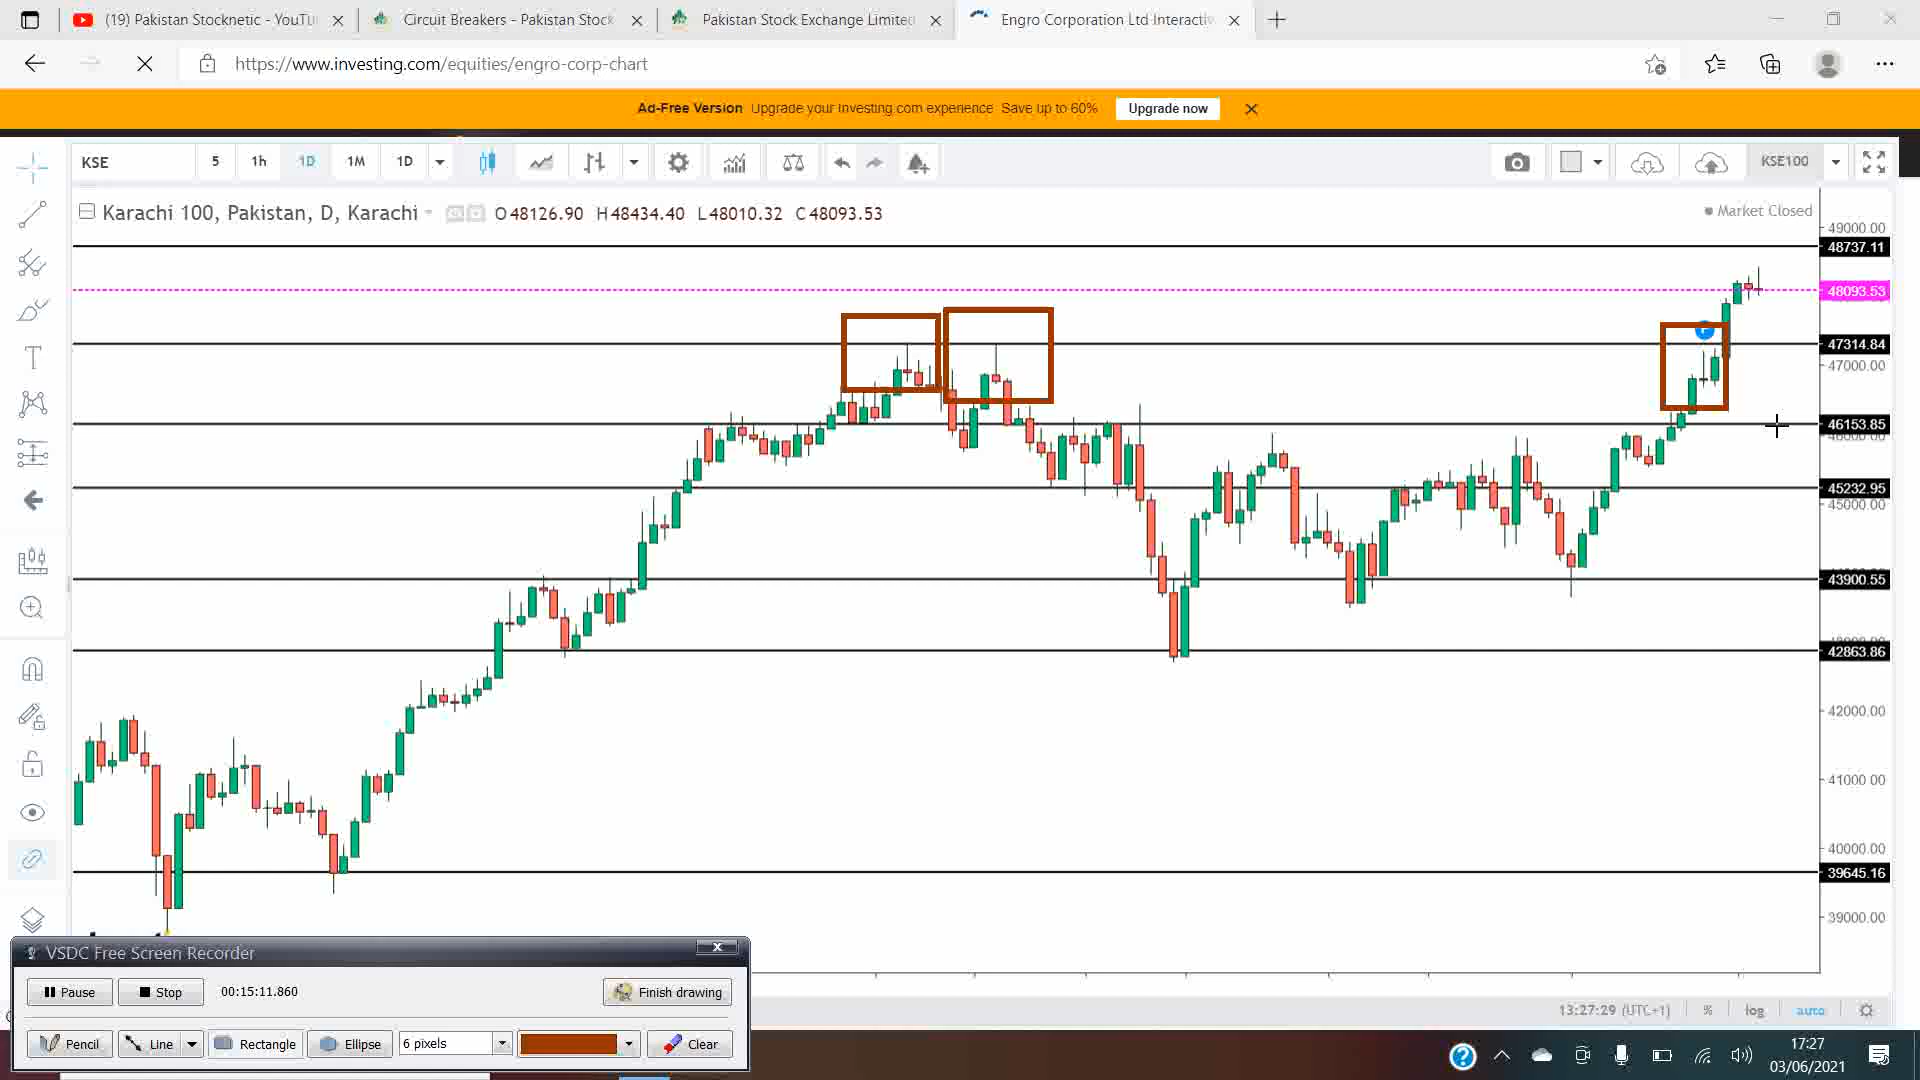 (19) Pakistan Stocknetic - YouTu
Circuit Breakers - Pakistan Stock
Pakistan Stock Exchange Limited
Engro Corporation Ltd Interactiv
https://www.investing.com/equities/engro-corp-chart
Ad-Free Version Upgrade your Investing.com experience Save up to 60% Upgrade now
KSE 5 1h 1D 1M 1D KSE100
Karachi 100, Pakistan, D, Karachi O48126.90 H48434.40 L48010.32 C48093.53
Market Closed
49000.00
48737.11
48093.53
47314.84
47000.00
46153.85
46000.00
45232.95
45000.00
43900.55
42863.86
42000.00
41000.00
40000.00
39645.16
39000.00
VSDC Free Screen Recorder
Pause Stop 00:15:11.860 Finish drawing
Pencil Line Rectangle Ellipse 6 pixels Clear
13:27:29 (UTC+1) % log auto
17:27
03/06/2021